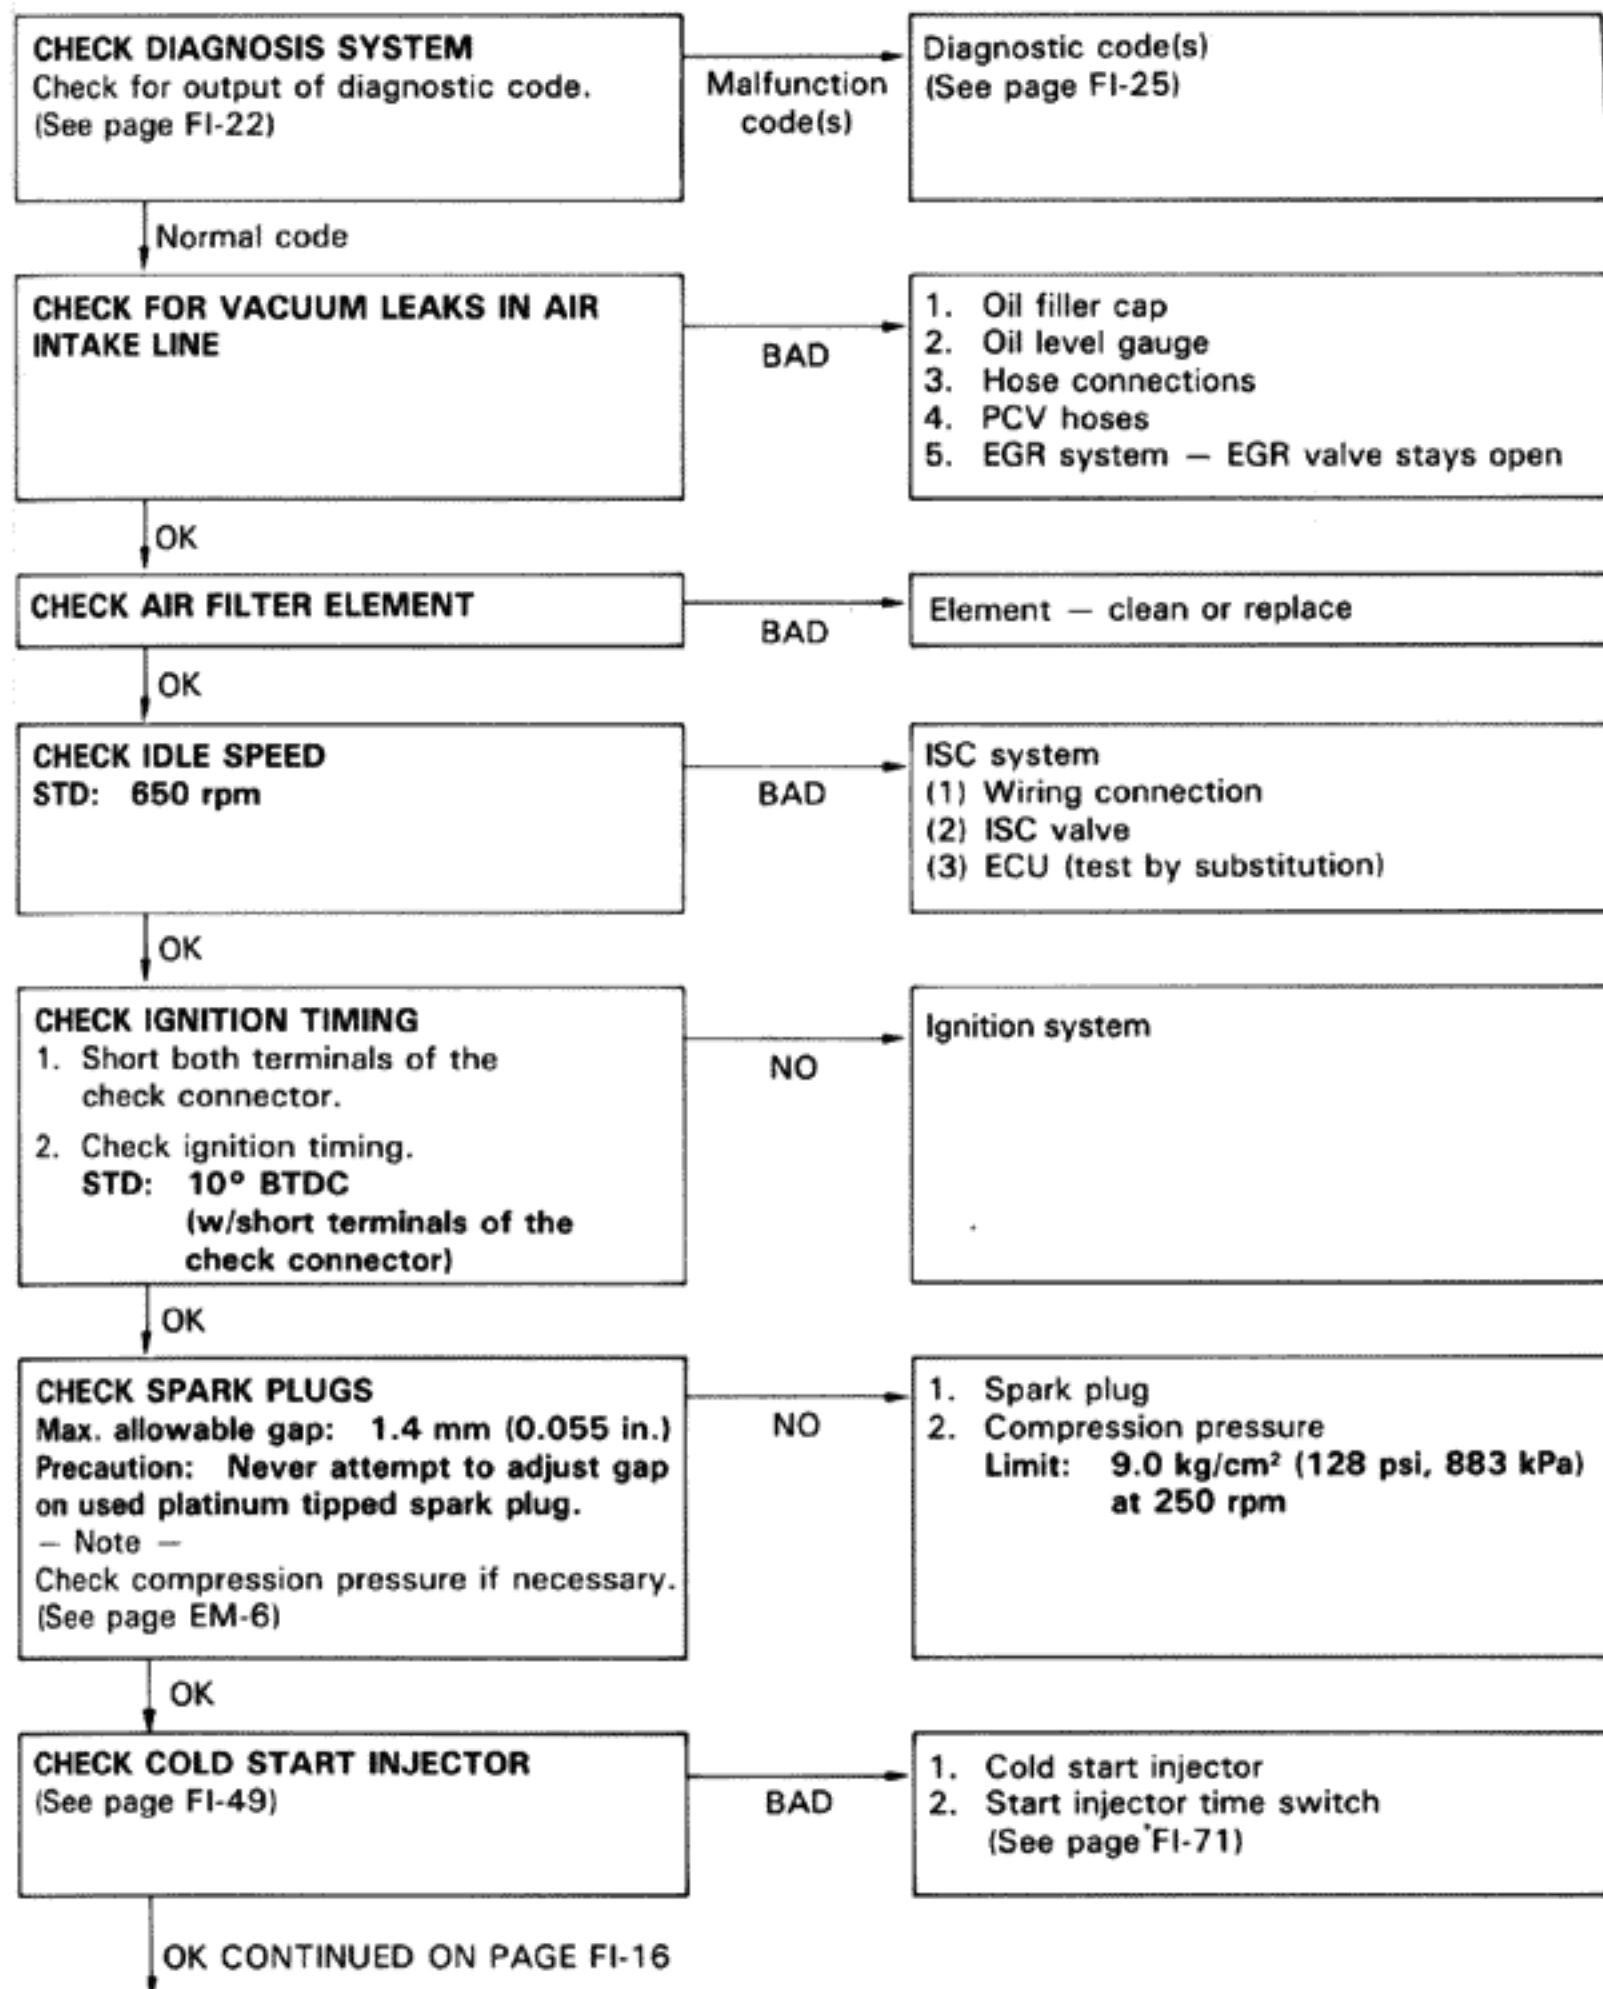 CHECK DIAGNOSIS SYSTEM
Check for output of diagnostic code.
(See page FI-22)
Malfunction
code(s)
Diagnostic code(s)
(See page FI-25)
Normal code
CHECK FOR VACUUM LEAKS IN AIR
INTAKE LINE
BAD
1. Oil filler cap
2. Oil level gauge
3. Hose connections
4. PCV hoses
5. EGR system — EGR valve stays open
OK
CHECK AIR FILTER ELEMENT
BAD
Element — clean or replace
OK
CHECK IDLE SPEED
STD: 650 rpm
BAD
ISC system
(1) Wiring connection
(2) ISC valve
(3) ECU (test by substitution)
OK
CHECK IGNITION TIMING
1. Short both terminals of the
check connector.
2. Check ignition timing.
STD: 10° BTDC
(w/short terminals of the
check connector)
NO
Ignition system
OK
CHECK SPARK PLUGS
Max. allowable gap: 1.4 mm (0.055 in.)
Precaution: Never attempt to adjust gap
on used platinum tipped spark plug.
— Note —
Check compression pressure if necessary.
(See page EM-6)
NO
1. Spark plug
2. Compression pressure
Limit: 9.0 kg/cm² (128 psi, 883 kPa)
at 250 rpm
OK
CHECK COLD START INJECTOR
(See page FI-49)
BAD
1. Cold start injector
2. Start injector time switch
(See page FI-71)
OK CONTINUED ON PAGE FI-16